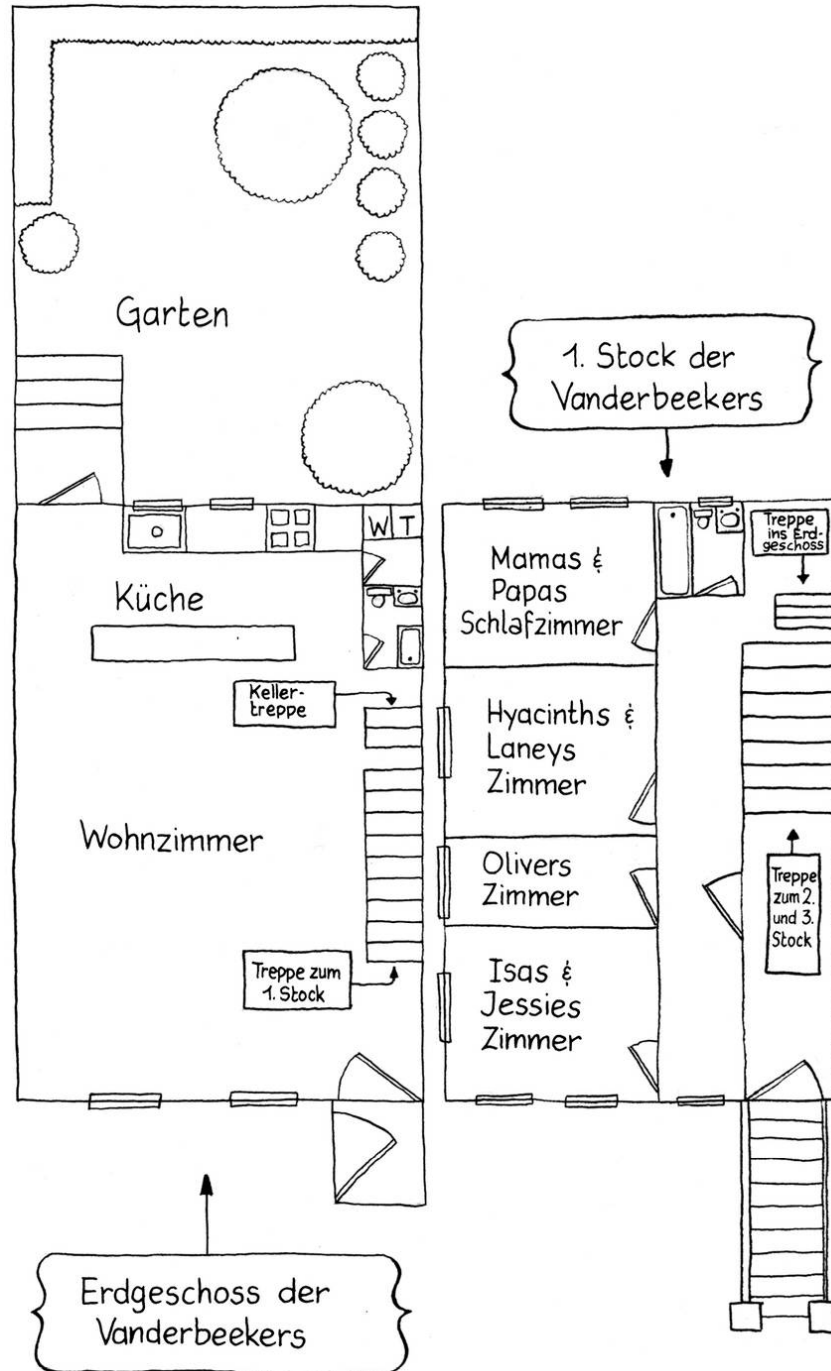 Garten
1. Stock der
Vanderbeekers
W T
Küche
Keller-
treppe
Wohnzimmer
Treppe zum
1. Stock
Erdgeschoss der
Vanderbeekers
Mamas &
Papas
Schlafzimmer
Treppe
ins Erd-
geschoss
Hyacinths &
Laneys
Zimmer
Olivers
Zimmer
Treppe
zum 2.
und 3.
Stock
Isas &
Jessies
Zimmer